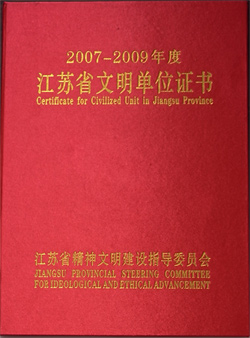 2007-2009年度
江苏省文明单位证书
Certificate for Civilized Unit in Jiangsu Province
江苏省精神文明建设指导委员会
JIANGSU PROVINCIAL STEERING COMMITTEE
FOR IDEOLOGICAL AND ETHICAL ADVANCEMENT